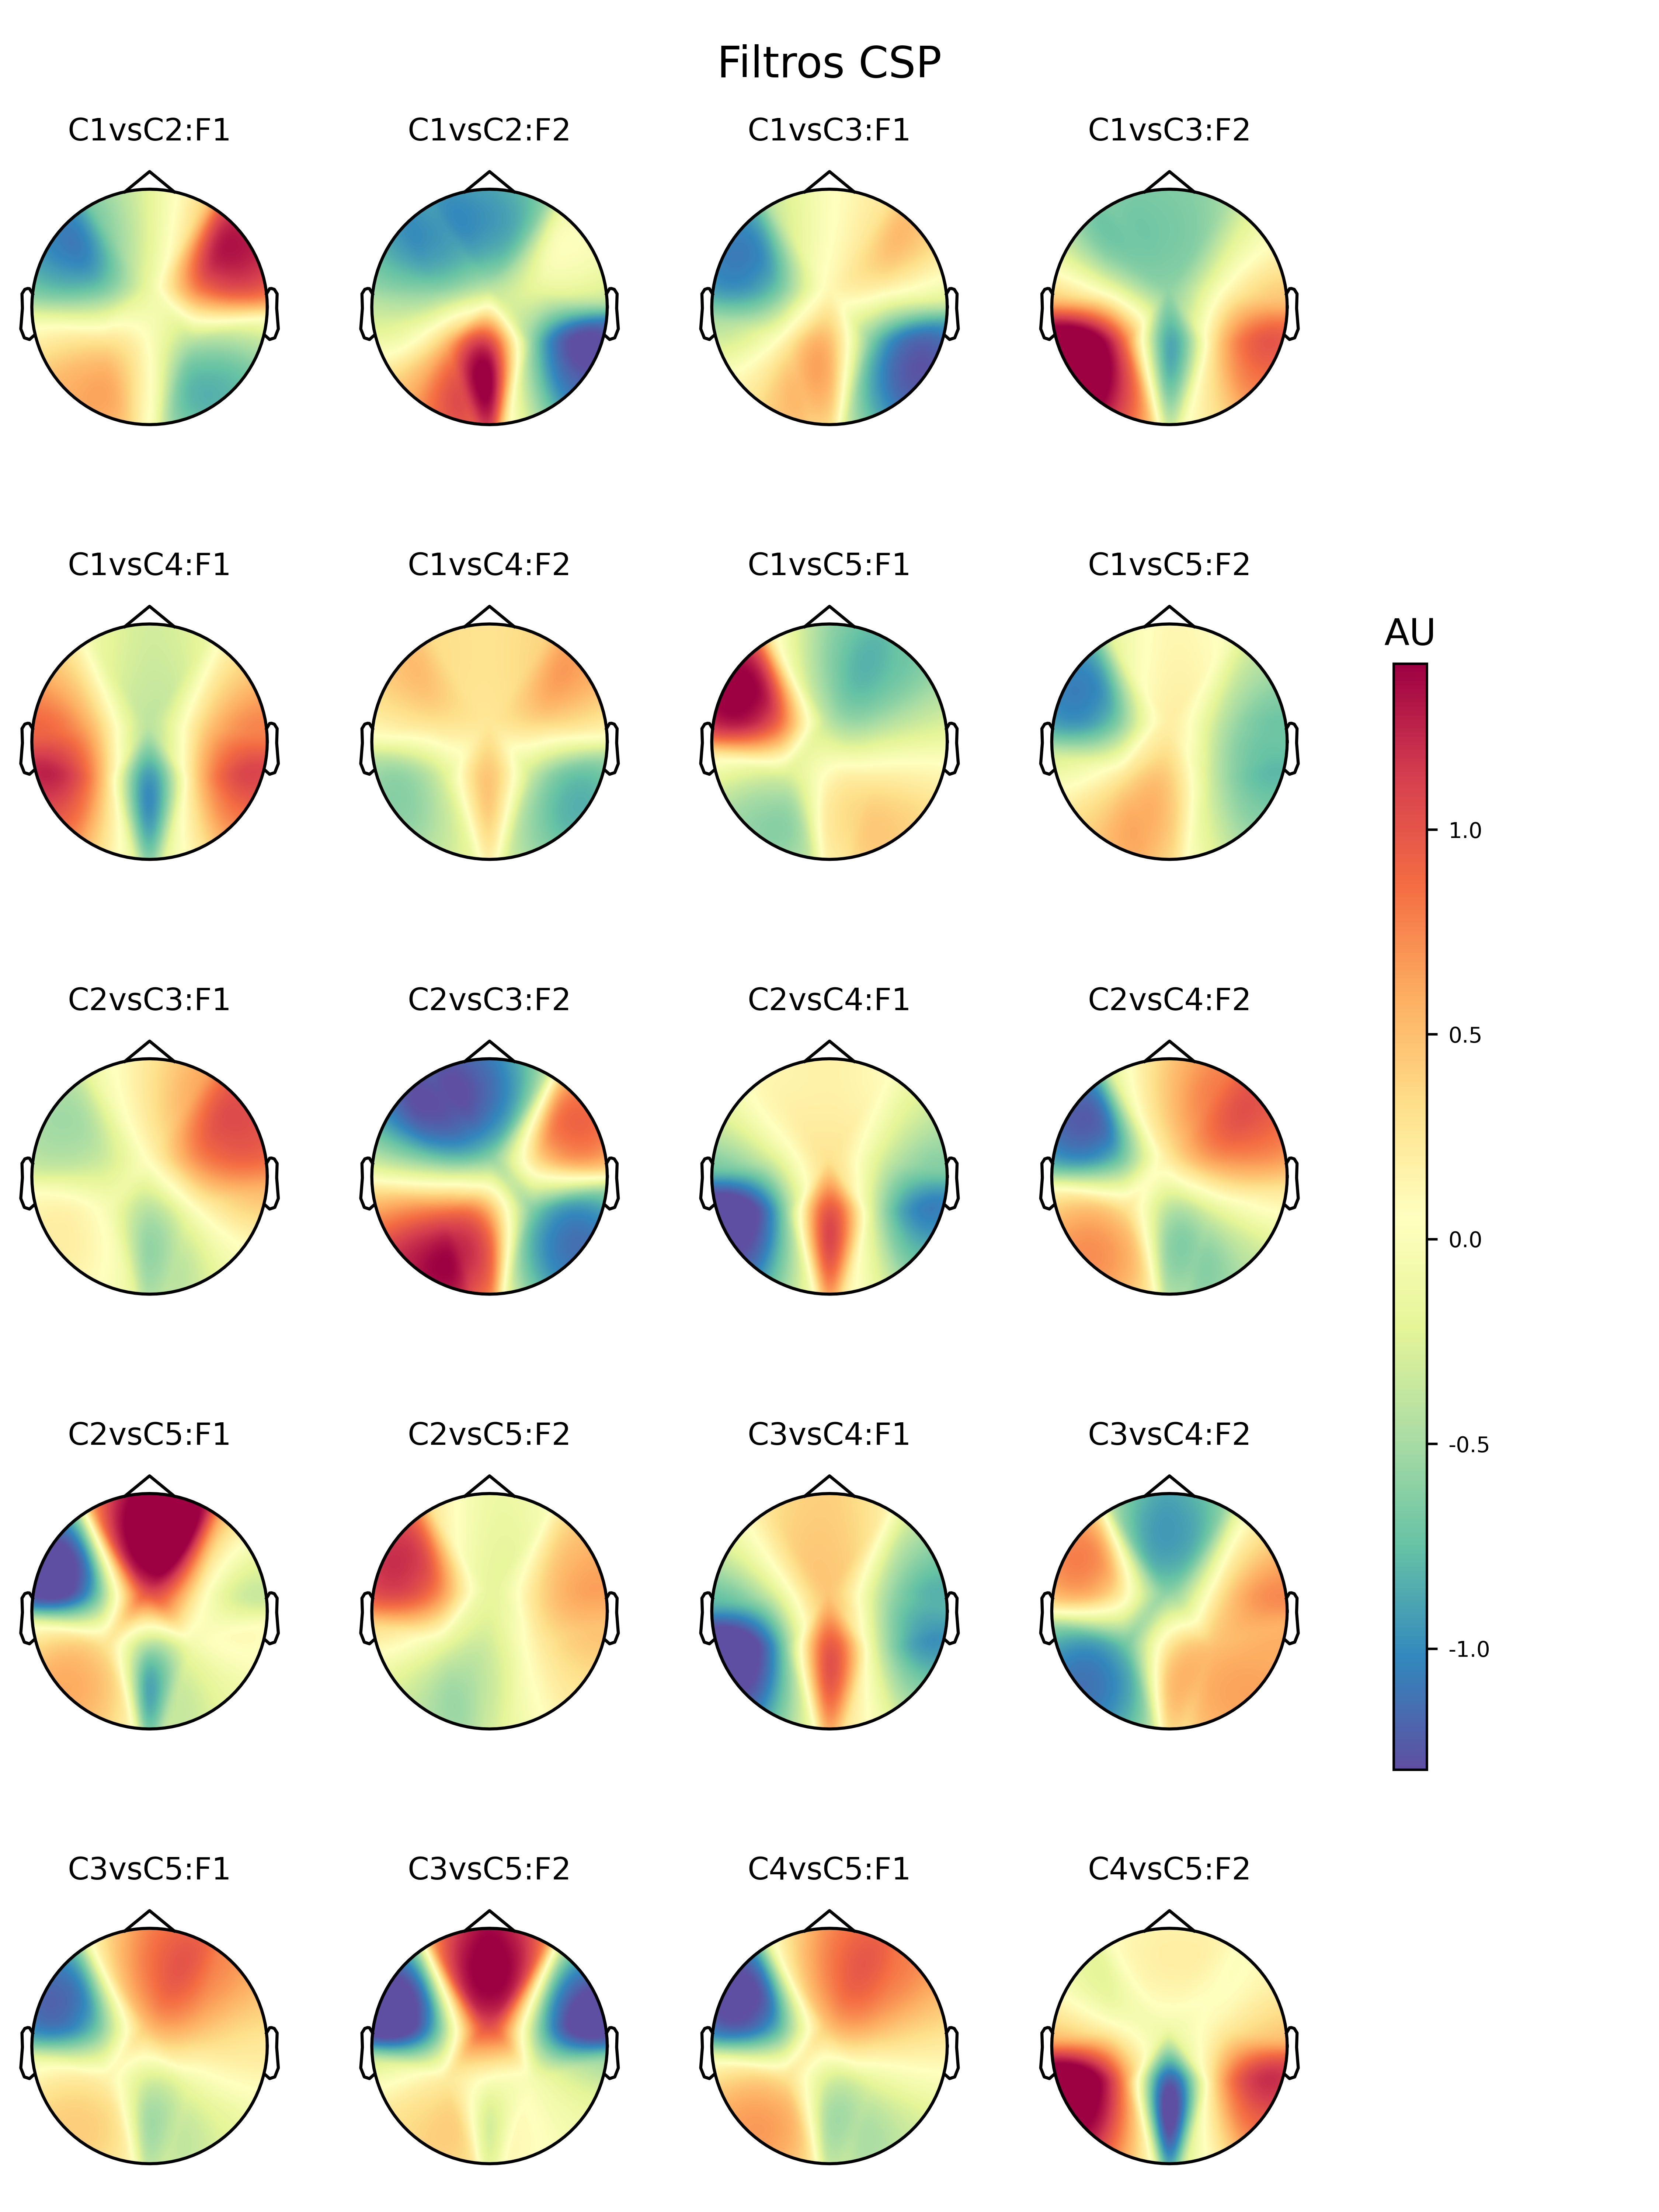 Filtros CSP
C1vsC2:F1
C1vsC2:F2
C1vsC3:F1
C1vsC3:F2
C1vsC4:F1
C1vsC4:F2
C1vsC5:F1
C1vsC5:F2
AU
1.0
0.5
0.0
-0.5
-1.0
C2vsC3:F1
C2vsC3:F2
C2vsC4:F1
C2vsC4:F2
C2vsC5:F1
C2vsC5:F2
C3vsC4:F1
C3vsC4:F2
C3vsC5:F1
C3vsC5:F2
C4vsC5:F1
C4vsC5:F2